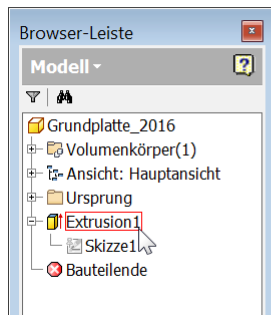 Browser-Leiste
Modell
Grundplatte_2016
Volumenkörper(1)
Ansicht: Hauptansicht
Ursprung
Extrusion1
Skizze1
Bauteilende